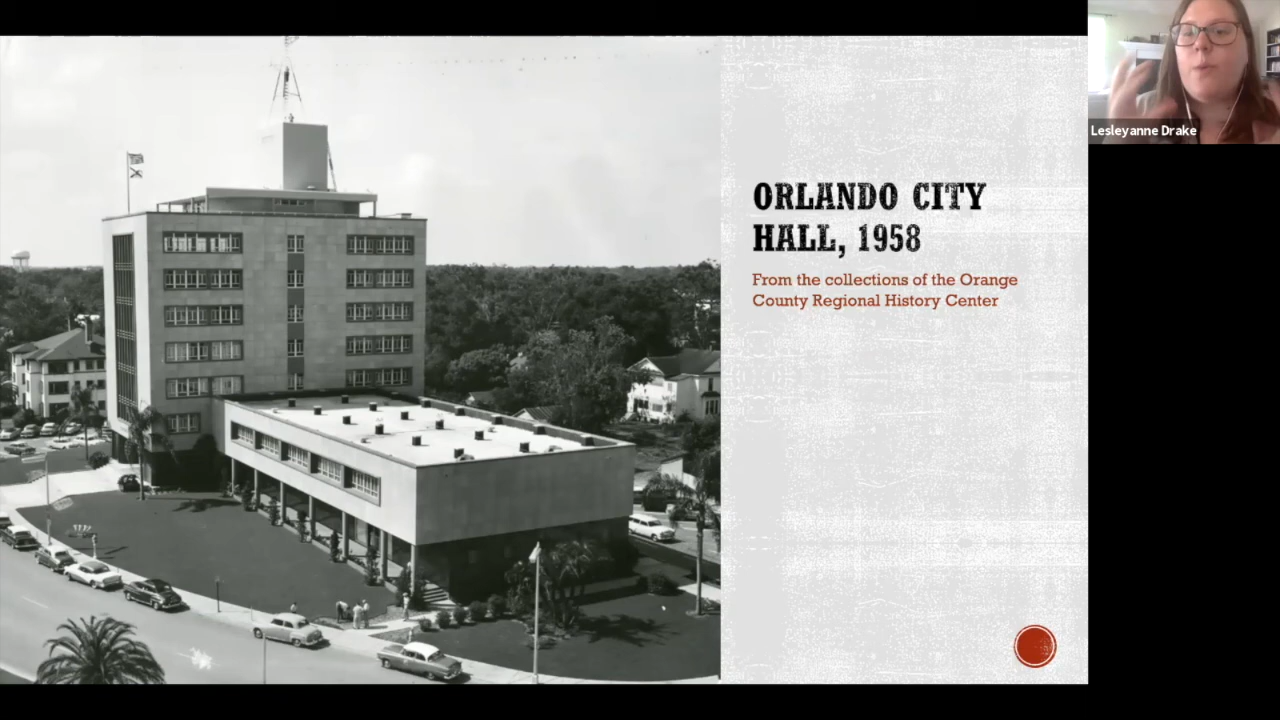 Lesleyanne Drake
ORLANDO CITY
HALL, 1958
From the collections of the Orange
County Regional History Center